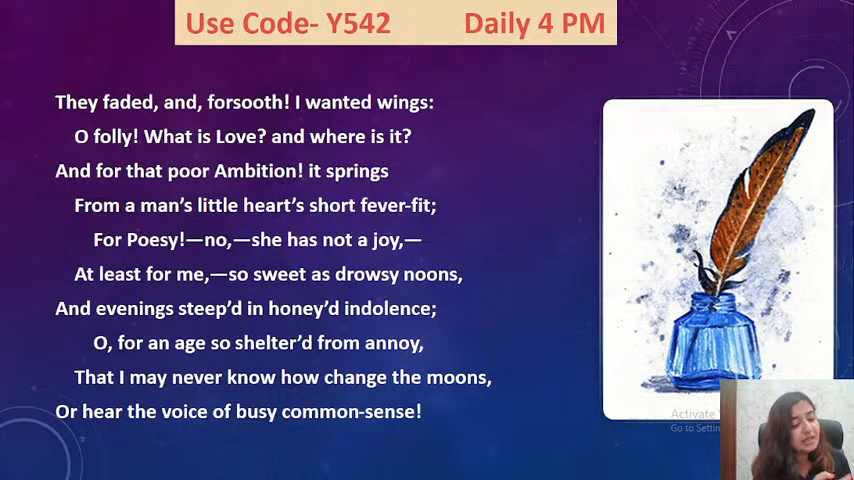 Use Code- Y542 Daily 4 PM
They faded, and, forsooth! I wanted wings:
O folly! What is Love? and where is it?
And for that poor Ambition! it springs
From a man’s little heart’s short fever-fit;
For Poesy!—no,—she has not a joy,—
At least for me,—so sweet as drowsy noons,
And evenings steep’d in honey’d indolence;
O, for an age so shelter’d from annoy,
That I may never know how change the moons,
Or hear the voice of busy common-sense!
Activate
Go to